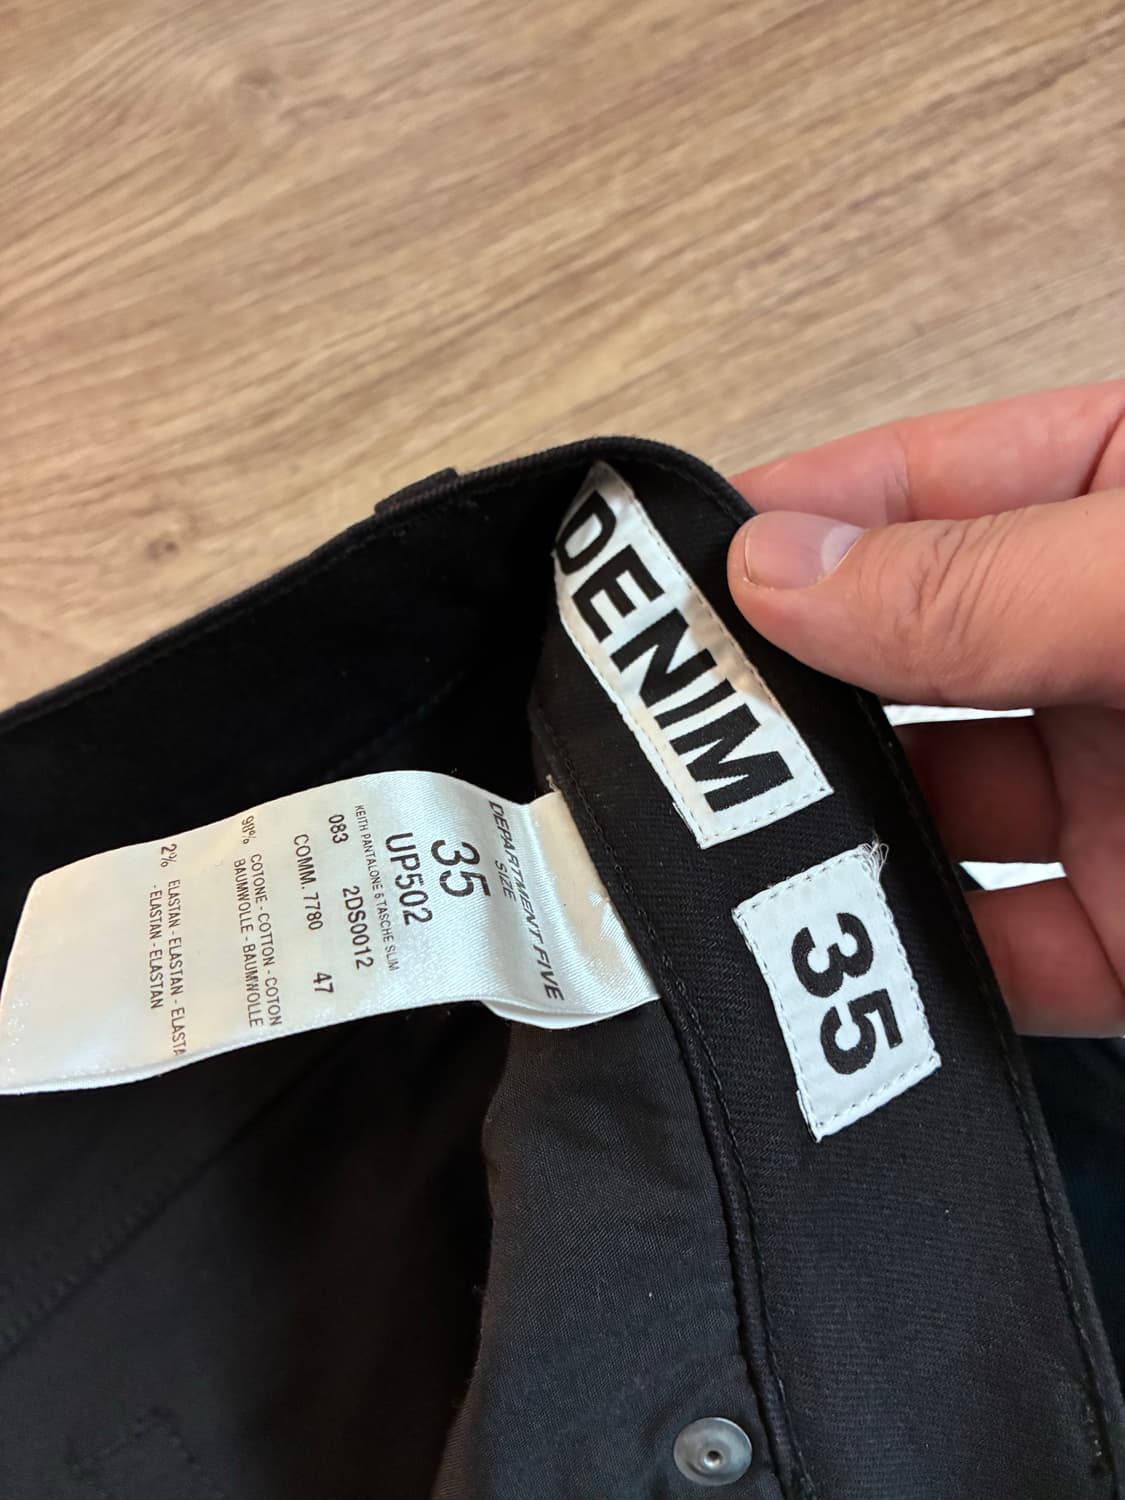 DENIM
35
DEPARTMENT FIVE
SIZE
35
UP502
KEITH PANTALONE 5 TASCHE SLIM
083 2DS0012
COMM. 7780 47
98% COTONE - COTTON - COTON
BAUMWOLLE - BAUMWOLLE
2% ELASTAN - ELASTAN - ELASTA
- ELASTAN - ELASTAN